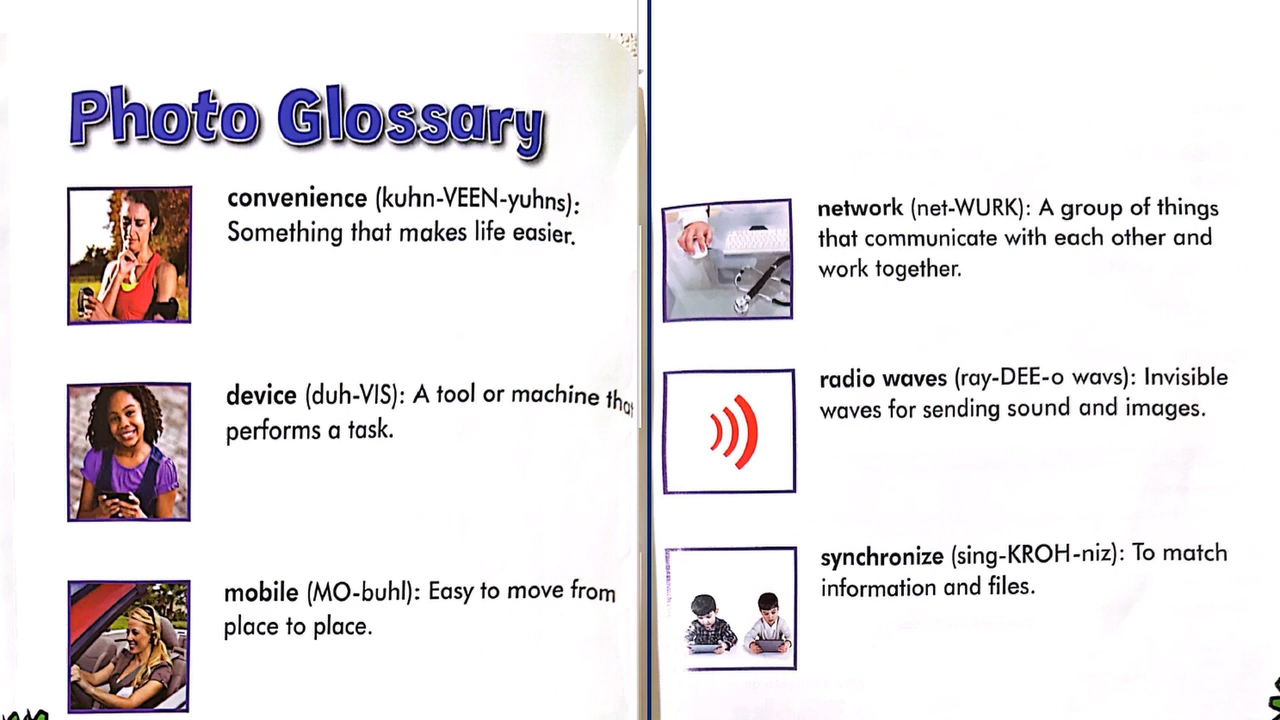 Photo Glossary
convenience (kuhn-VEEN-yuhns):
Something that makes life easier.
device (duh-VIS): A tool or machine that
performs a task.
mobile (MO-buhl): Easy to move from
place to place.
network (net-WURK): A group of things
that communicate with each other and
work together.
radio waves (ray-DEE-o wavs): Invisible
waves for sending sound and images.
synchronize (sing-KROH-niz): To match
information and files.